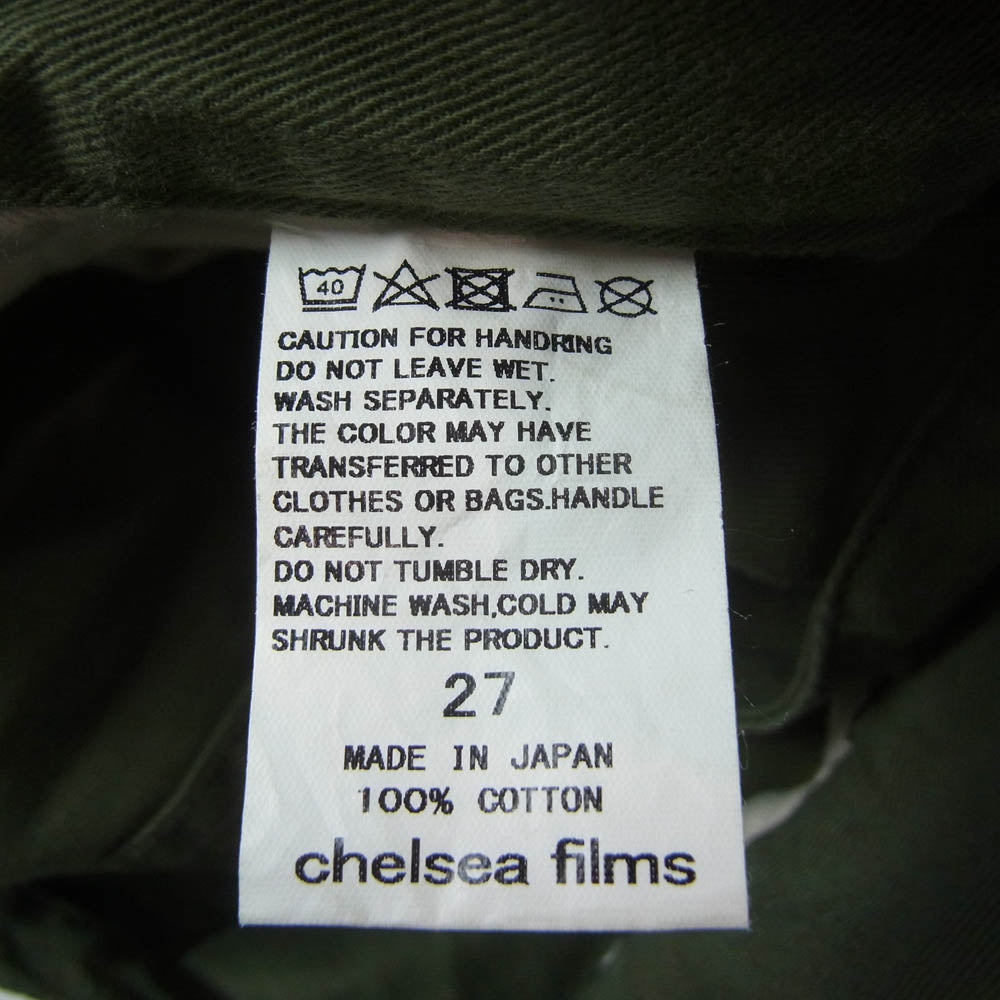 40
CAUTION FOR HANDRING
DO NOT LEAVE WET.
WASH SEPARATELY.
THE COLOR MAY HAVE
TRANSFERRED TO OTHER
CLOTHES OR BAGS.HANDLE
CAREFULLY.
DO NOT TUMBLE DRY.
MACHINE WASH,COLD MAY
SHRUNK THE PRODUCT.
27
MADE IN JAPAN
100% COTTON
chelsea films